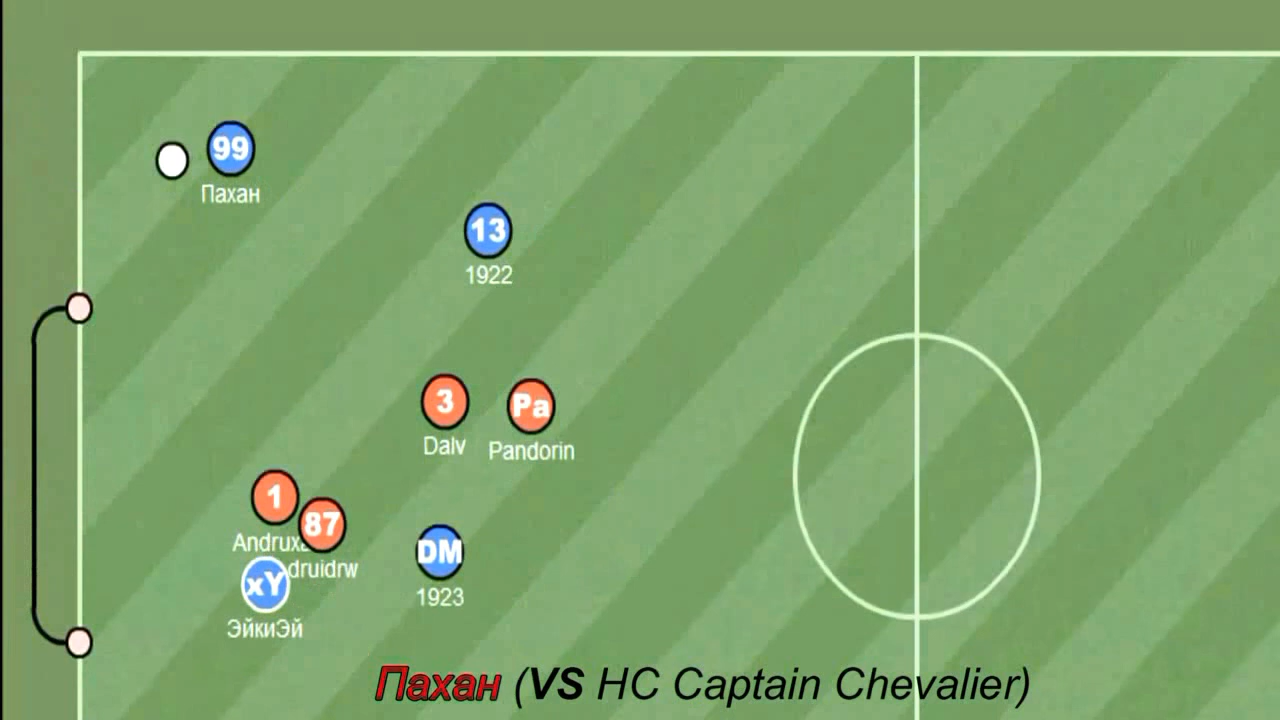 99
Пахан
13
1922
3
Dalv
Pa
Pandorin
1
87
druidrw
DM
1923
xY
ЭйкиЭй
Пахан (VS HC Captain Chevalier)